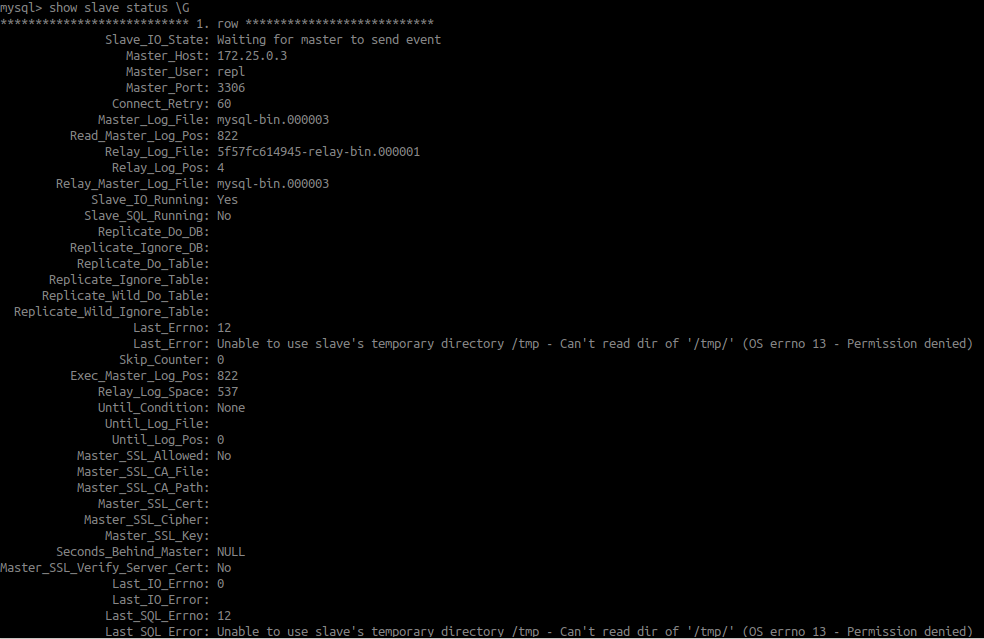 mysql> show slave status \G
*************************** 1. row ***************************
Slave_IO_State: Waiting for master to send event
Master_Host: 172.25.0.3
Master_User: repl
Master_Port: 3306
Connect_Retry: 60
Master_Log_File: mysql-bin.000003
Read_Master_Log_Pos: 822
Relay_Log_File: 5f57fc614945-relay-bin.000001
Relay_Log_Pos: 4
Relay_Master_Log_File: mysql-bin.000003
Slave_IO_Running: Yes
Slave_SQL_Running: No
Replicate_Do_DB:
Replicate_Ignore_DB:
Replicate_Do_Table:
Replicate_Ignore_Table:
Replicate_Wild_Do_Table:
Replicate_Wild_Ignore_Table:
Last_Errno: 12
Last_Error: Unable to use slave's temporary directory /tmp - Can't read dir of '/tmp/' (OS errno 13 - Permission denied)
Skip_Counter: 0
Exec_Master_Log_Pos: 822
Relay_Log_Space: 537
Until_Condition: None
Until_Log_File:
Until_Log_Pos: 0
Master_SSL_Allowed: No
Master_SSL_CA_File:
Master_SSL_CA_Path:
Master_SSL_Cert:
Master_SSL_Cipher:
Master_SSL_Key:
Seconds_Behind_Master: NULL
Master_SSL_Verify_Server_Cert: No
Last_IO_Errno: 0
Last_IO_Error:
Last_SQL_Errno: 12
Last_SQL_Error: Unable to use slave's temporary directory /tmp - Can't read dir of '/tmp/' (OS errno 13 - Permission denied)